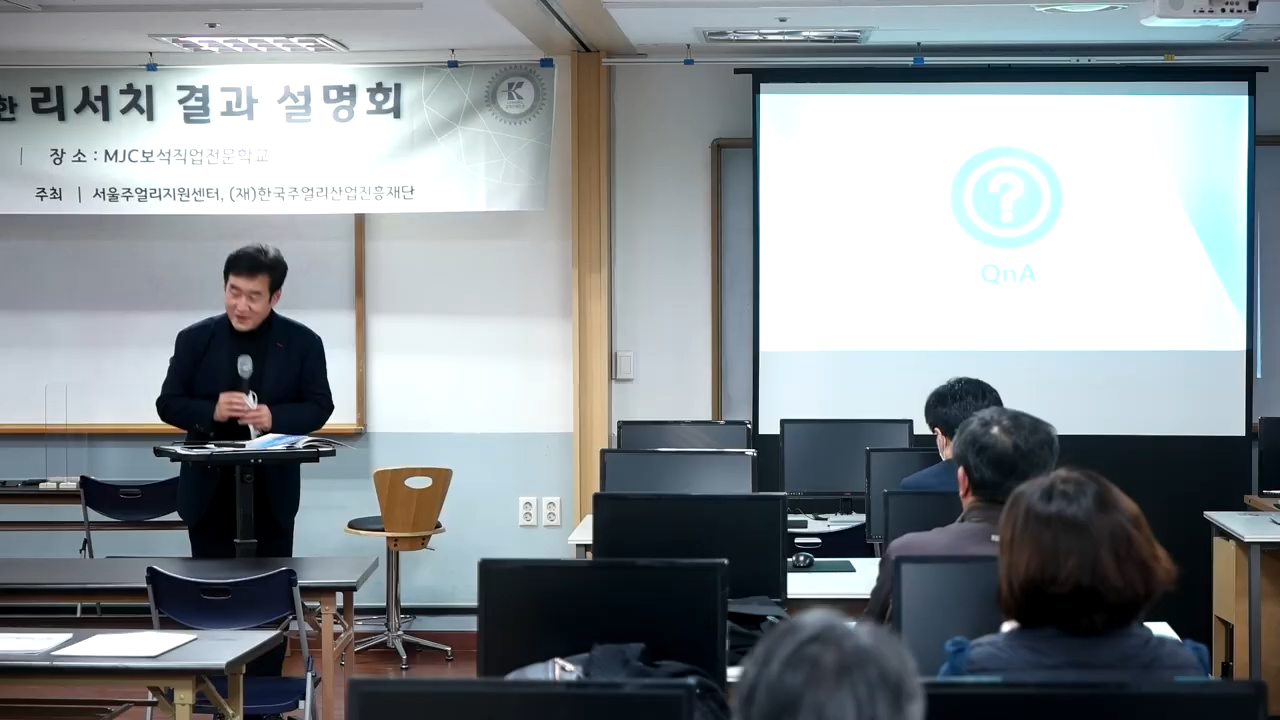 한 리서치 결과 설명회
| 장 소 : MJC보석직업전문학교
주최 | 서울주얼리지원센터, (재)한국주얼리산업진흥재단
K
?
QnA